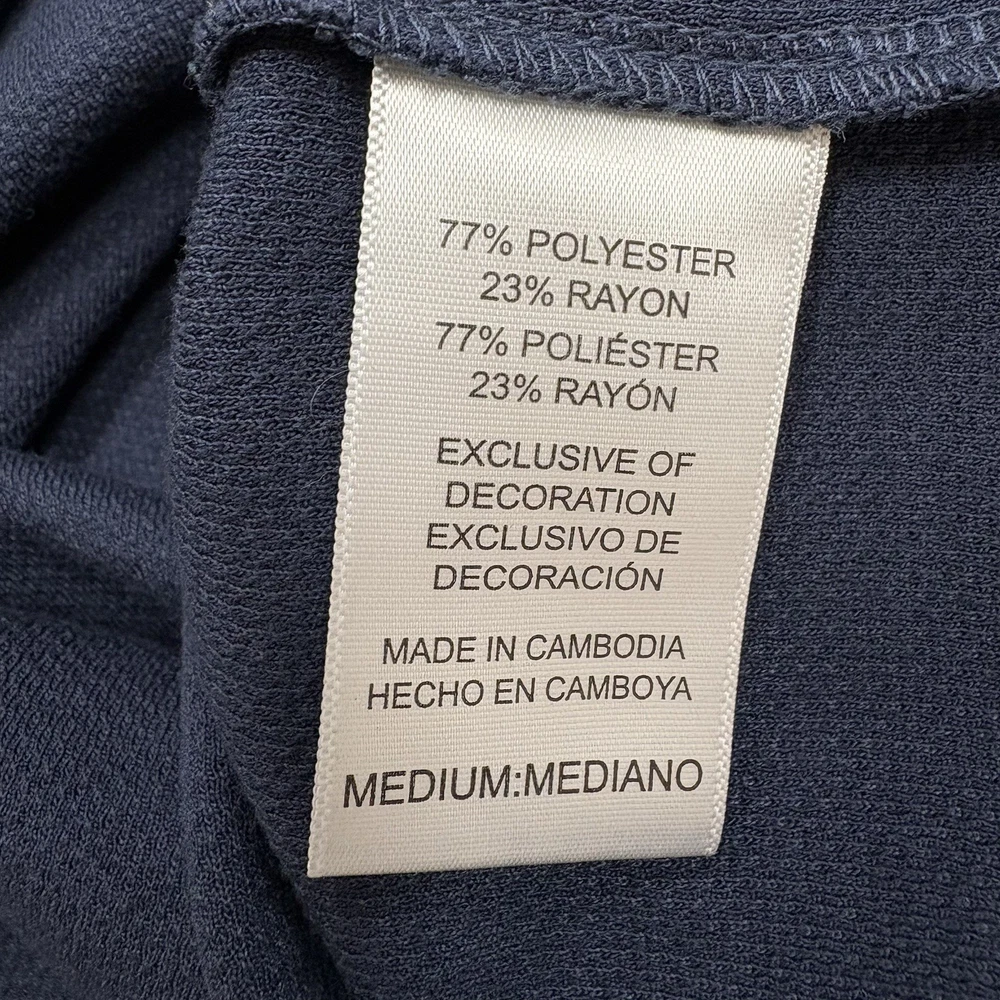 77% POLYESTER
23% RAYON
77% POLIÉSTER
23% RAYÓN
EXCLUSIVE OF
DECORATION
EXCLUSIVO DE
DECORACIÓN
MADE IN CAMBODIA
HECHO EN CAMBOYA
MEDIUM:MEDIANO